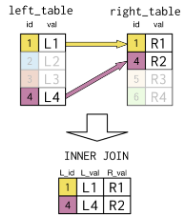 left_table right_table
id val id val
1 L1 1 R1
2 L2 4 R2
3 L3 5 R3
4 L4 6 R4
INNER JOIN
L_id L_val R_val
1 L1 R1
4 L4 R2